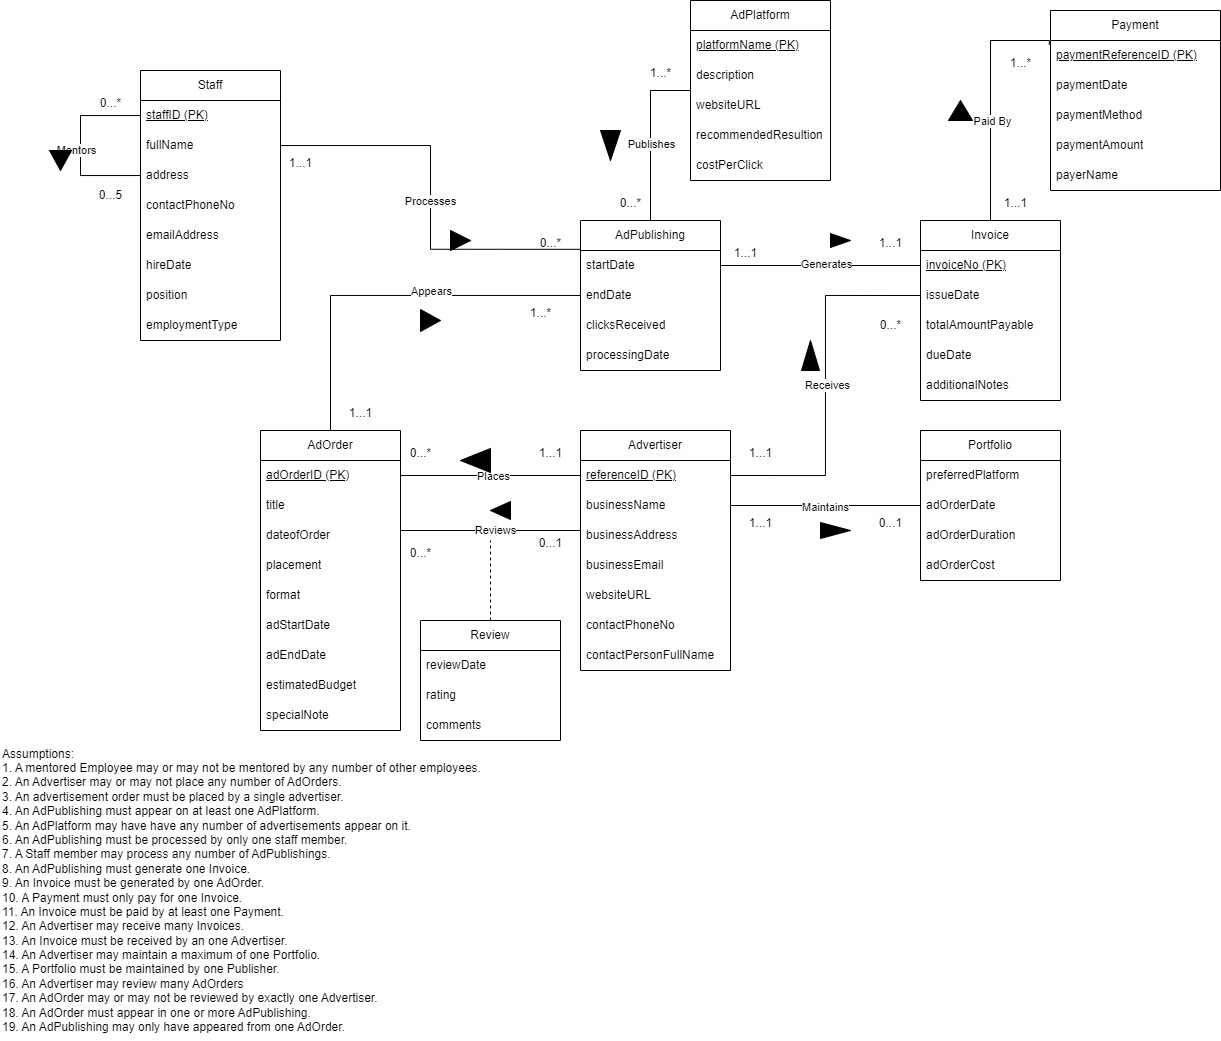 AdPlatform
platformName (PK)
description
websiteURL
recommendedResultion
costPerClick
Payment
paymentReferenceID (PK)
paymentDate
paymentMethod
paymentAmount
payerName
1...*
Paid By
1...1
Staff
staffID (PK)
fullName
address
contactPhoneNo
emailAddress
hireDate
position
employmentType
0...*
Mentors
0...5
1...1
Processes
0...*
1...*
Publishes
0...*
AdPublishing
startDate
endDate
clicksReceived
processingDate
1...1
Generates
1...1
Invoice
invoiceNo (PK)
issueDate
totalAmountPayable
dueDate
additionalNotes
Appears
1...*
1...1
0...*
Receives
1...1
AdOrder
adOrderID (PK)
title
dateofOrder
placement
format
adStartDate
adEndDate
estimatedBudget
specialNote
0...*
Places
1...1
Reviews
0...*
0...1
Advertiser
referenceID (PK)
businessName
businessAddress
businessEmail
websiteURL
contactPhoneNo
contactPersonFullName
Maintains
1...1
0...1
Portfolio
preferredPlatform
adOrderDate
adOrderDuration
adOrderCost
Review
reviewDate
rating
comments
Assumptions:
1. A mentored Employee may or may not be mentored by any number of other employees.
2. An Advertiser may or may not place any number of AdOrders.
3. An advertisement order must be placed by a single advertiser.
4. An AdPublishing must appear on at least one AdPlatform.
5. An AdPlatform may have have any number of advertisements appear on it.
6. An AdPublishing must be processed by only one staff member.
7. A Staff member may process any number of AdPublishings.
8. An AdPublishing must generate one Invoice.
9. An Invoice must be generated by one AdOrder.
10. A Payment must only pay for one Invoice.
11. An Invoice must be paid by at least one Payment.
12. An Advertiser may receive many Invoices.
13. An Invoice must be received by an one Advertiser.
14. An Advertiser may maintain a maximum of one Portfolio.
15. A Portfolio must be maintained by one Publisher.
16. An Advertiser may review many AdOrders
17. An AdOrder may or may not be reviewed by exactly one Advertiser.
18. An AdOrder must appear in one or more AdPublishing.
19. An AdPublishing may only have appeared from one AdOrder.